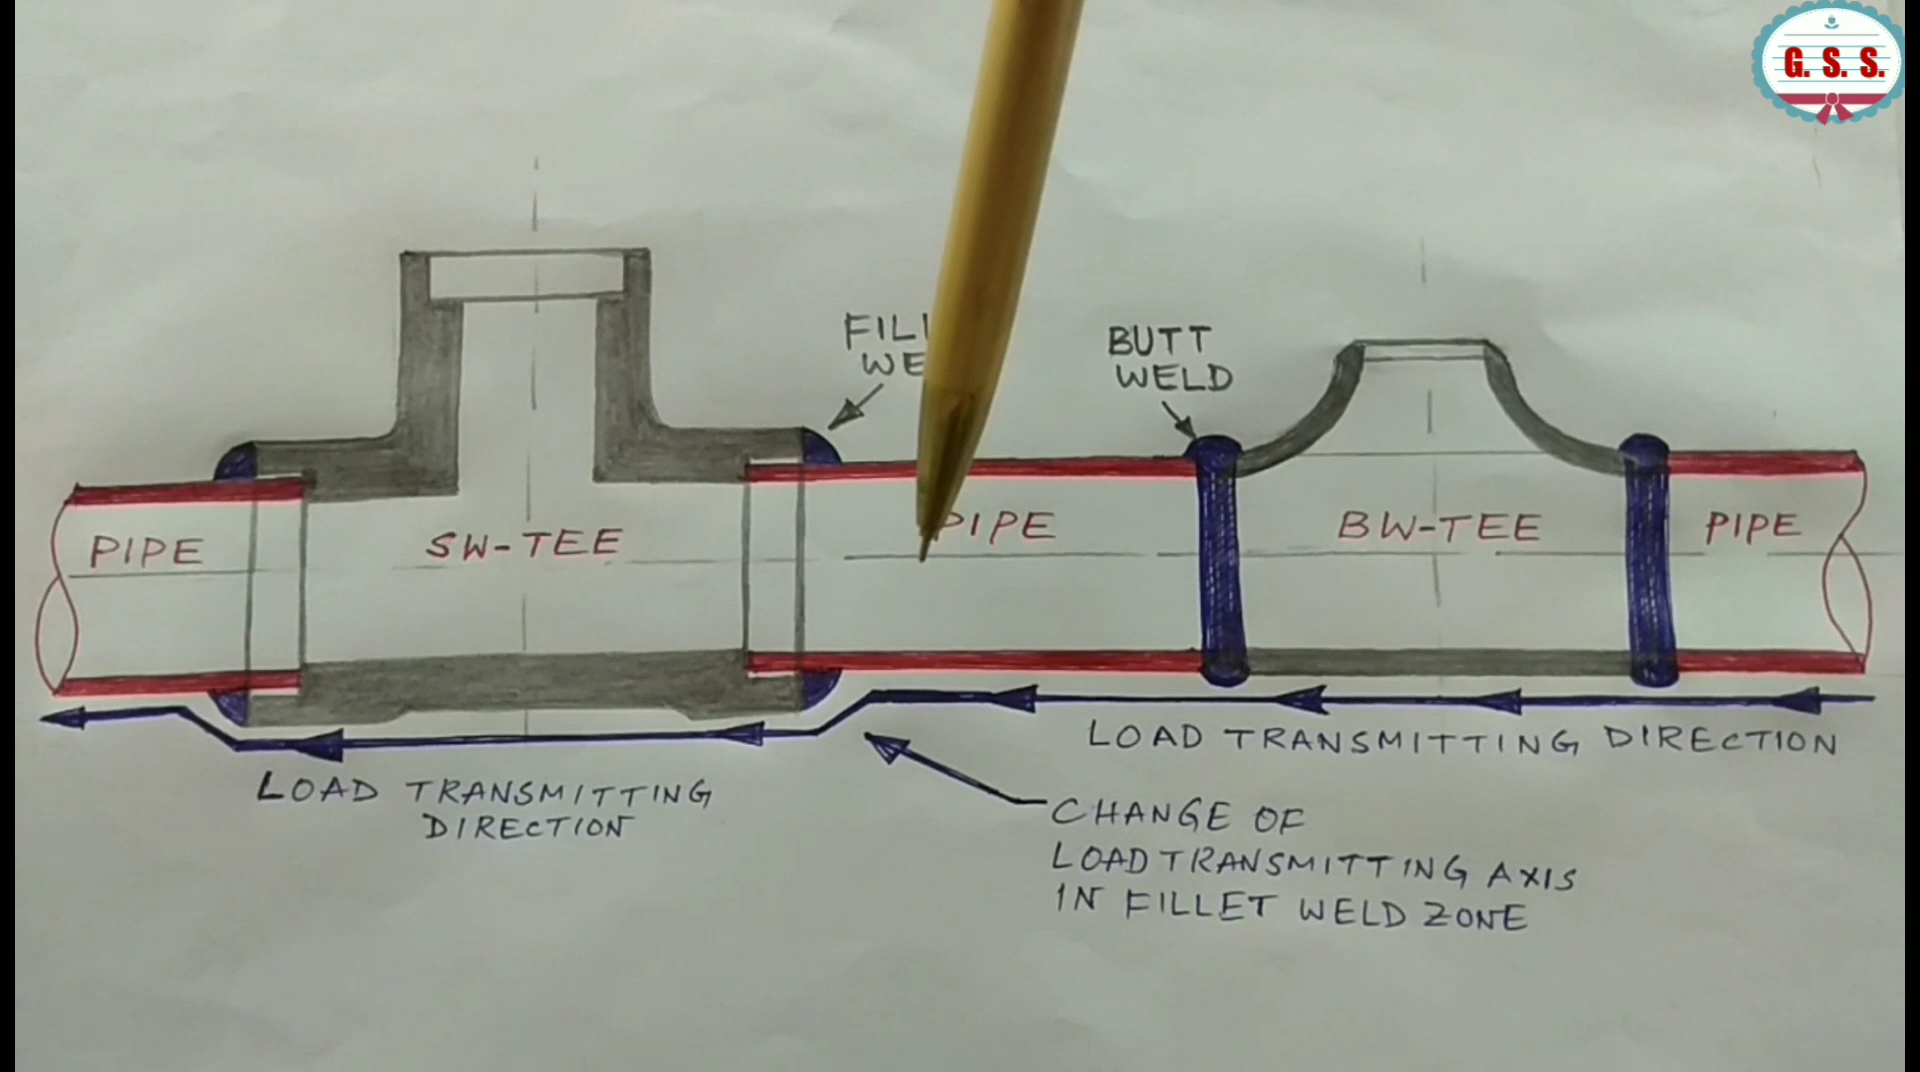 G. S. S.
BUTT
WELD
PIPE
SW-TEE
PIPE
BW-TEE
PIPE
LOAD TRANSMITTING DIRECTION
LOAD TRANSMITTING
DIRECTION
CHANGE OF
LOAD TRANSMITTING AXIS
IN FILLET WELD ZONE